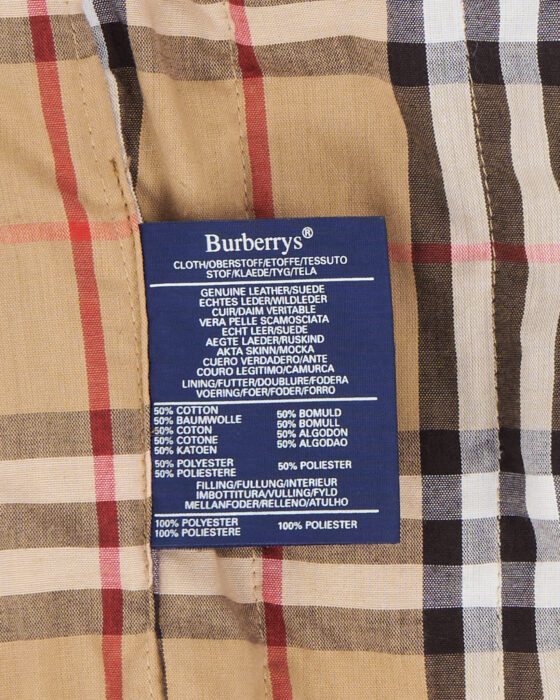 Burberrys®
CLOTH/OBERSTOFF/ETOFFE/TESSUTO
STOF/KLAEDE/TYG/TELA
GENUINE LEATHER/SUEDE
ECHTES LEDER/WILDLEDER
CUIR/DAIM VERITABLE
VERA PELLE SCAMOSCIATA
ECHT LEER/SUEDE
AEGTE LAEDER/RUSKIND
AKTA SKINN/MOCKA
CUERO VERDADERO/ANTE
COURO LEGITIMO/CAMURCA
LINING/FUTTER/DOUBLURE/FODERA
VOERING/FOER/FODER/FORRO
50% COTTON 50% BOMULD
50% BAUMWOLLE 50% BOMULL
50% COTON 50% ALGODON
50% COTONE 50% ALGODAO
50% KATOEN
50% POLYESTER 50% POLIESTER
50% POLIESTERE
FILLING/FULLUNG/INTERIEUR
IMBOTTITURA/VULLING/FYLD
MELLANFODER/RELLENO/ATULHO
100% POLYESTER 100% POLIESTER
100% POLIESTERE